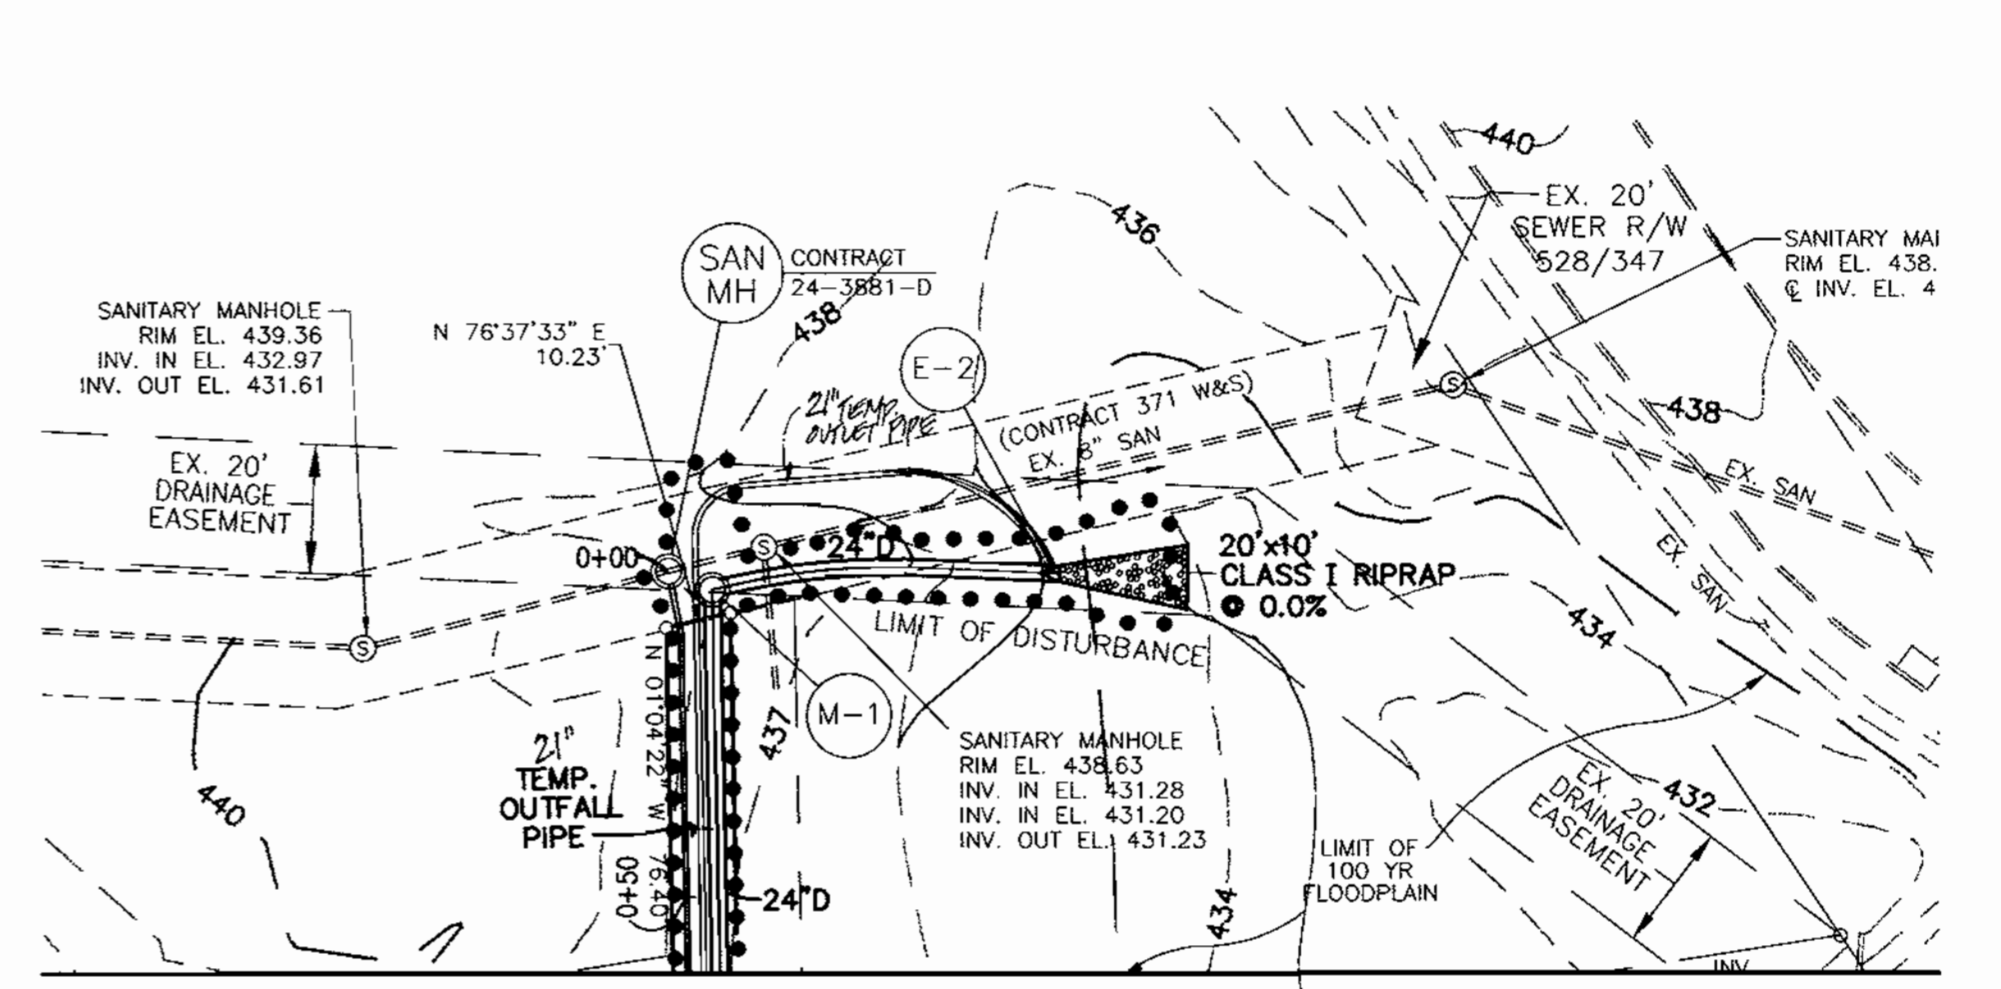 440
EX. 20'
SEWER R/W
528/347
SANITARY MAI
RIM EL. 438.
℄ INV. EL. 4
436
SAN
MH
CONTRACT
24-3881-D
438
SANITARY MANHOLE
RIM EL. 439.36
INV. IN EL. 432.97
INV. OUT EL. 431.61
N 76°37'33" E
10.23'
E-2
21" TEMP.
OUTLET PIPE
(CONTRACT 371 W&S)
EX. 8" SAN
S
438
EX. SAN
EX. SAN
EX. 20'
DRAINAGE
EASEMENT
0+00
S
24"D
20'x10'
CLASS I RIPRAP
@ 0.0%
S
LIMIT OF DISTURBANCE
434
M-1
437
N 01°04'22" W
76.40'
21"
TEMP.
OUTFALL
PIPE
0+50
24"D
440
SANITARY MANHOLE
RIM EL. 438.63
INV. IN EL. 431.28
INV. IN EL. 431.20
INV. OUT EL. 431.23
434
LIMIT OF
100 YR
FLOODPLAIN
EX. 20'
DRAINAGE
EASEMENT
432
INV